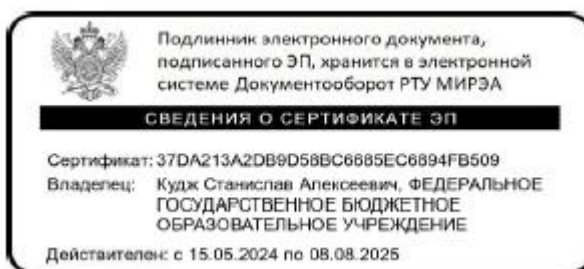 Подлинник электронного документа,
подписанного ЭП, хранится в электронной
системе Документооборот РТУ МИРЭА
СВЕДЕНИЯ О СЕРТИФИКАТЕ ЭП
Сертификат: 37DA213A2DB9D58BC6685EC6894FB509
Владелец: Кудж Станислав Алексеевич, ФЕДЕРАЛЬНОЕ
ГОСУДАРСТВЕННОЕ БЮДЖЕТНОЕ
ОБРАЗОВАТЕЛЬНОЕ УЧРЕЖДЕНИЕ
Действителен: с 15.05.2024 по 08.08.2025